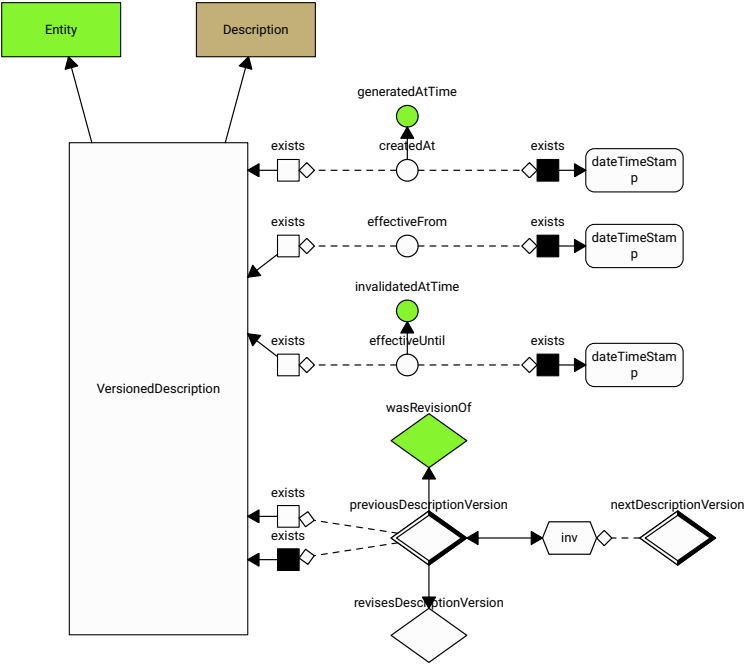 Entity
Description
generatedAtTime
exists
createdAt
exists
dateTimeStam
p
exists
effectiveFrom
exists
dateTimeStam
p
invalidatedAtTime
exists
effectiveUntil
exists
dateTimeStam
p
VersionedDescription
wasRevisionOf
exists
previousDescriptionVersion
nextDescriptionVersion
exists
inv
revisesDescriptionVersion